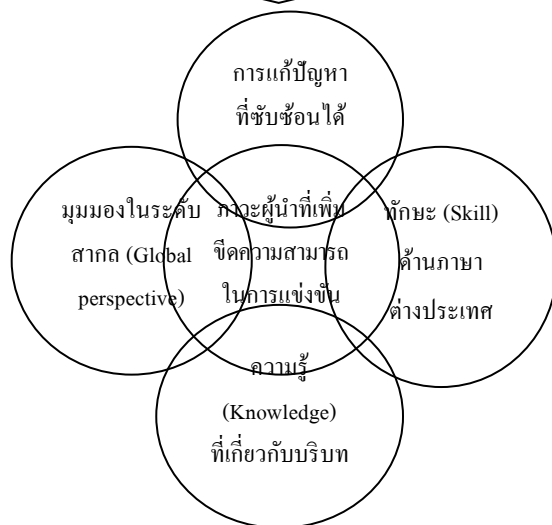 การแก้ปัญหา
ที่ซับซ้อนได้
มุมมองในระดับ
สากล (Global
perspective)
ภาวะผู้นำที่เพิ่ม
ขีดความสามารถ
ในการแข่งขัน
ทักษะ (Skill)
ด้านภาษา
ต่างประเทศ
ความรู้
(Knowledge)
ที่เกี่ยวกับบริบท